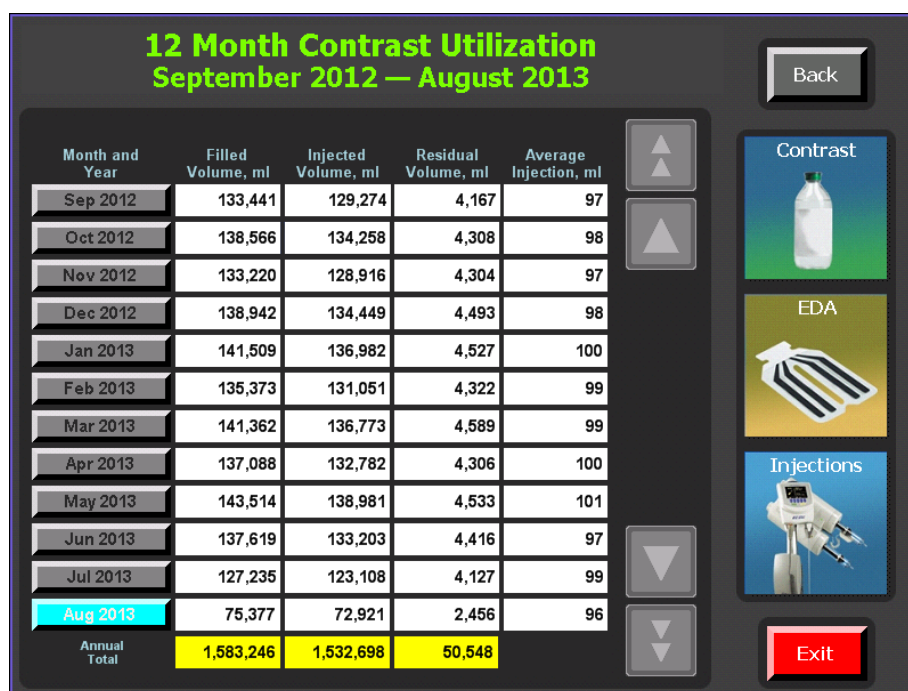 12 Month Contrast Utilization
September 2012 — August 2013
Back
Month and Year Filled Volume, ml Injected Volume, ml Residual Volume, ml Average Injection, ml
Sep 2012 133,441 129,274 4,167 97
Oct 2012 138,566 134,258 4,308 98
Nov 2012 133,220 128,916 4,304 97
Dec 2012 138,942 134,449 4,493 98
Jan 2013 141,509 136,982 4,527 100
Feb 2013 135,373 131,051 4,322 99
Mar 2013 141,362 136,773 4,589 99
Apr 2013 137,088 132,782 4,306 100
May 2013 143,514 138,981 4,533 101
Jun 2013 137,619 133,203 4,416 97
Jul 2013 127,235 123,108 4,127 99
Aug 2013 75,377 72,921 2,456 96
Annual Total 1,583,246 1,532,698 50,548
Contrast
EDA
Injections
Exit